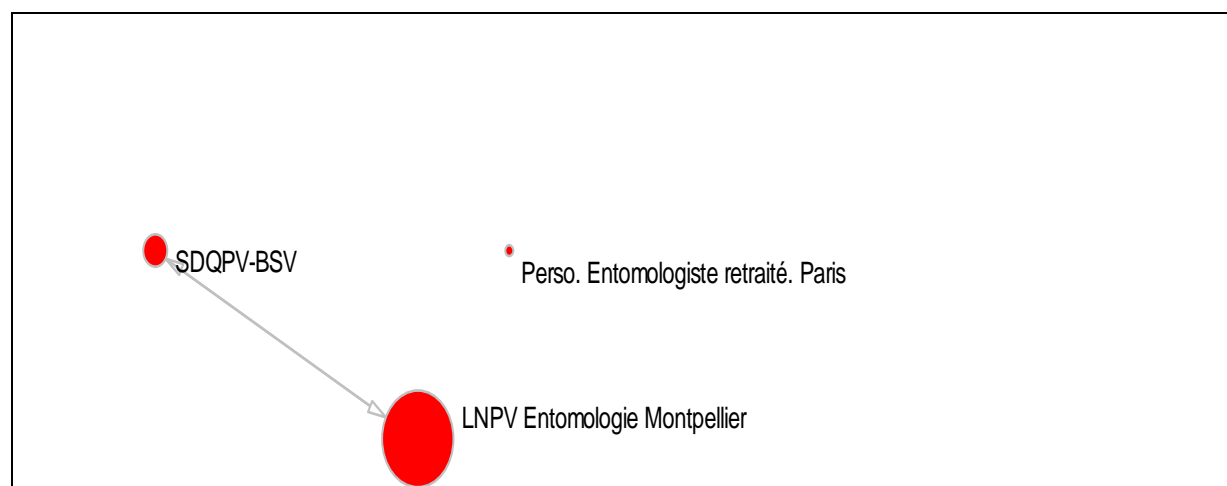 SDQPV-BSV
Perso. Entomologiste retraité. Paris
LNPV Entomologie Montpellier